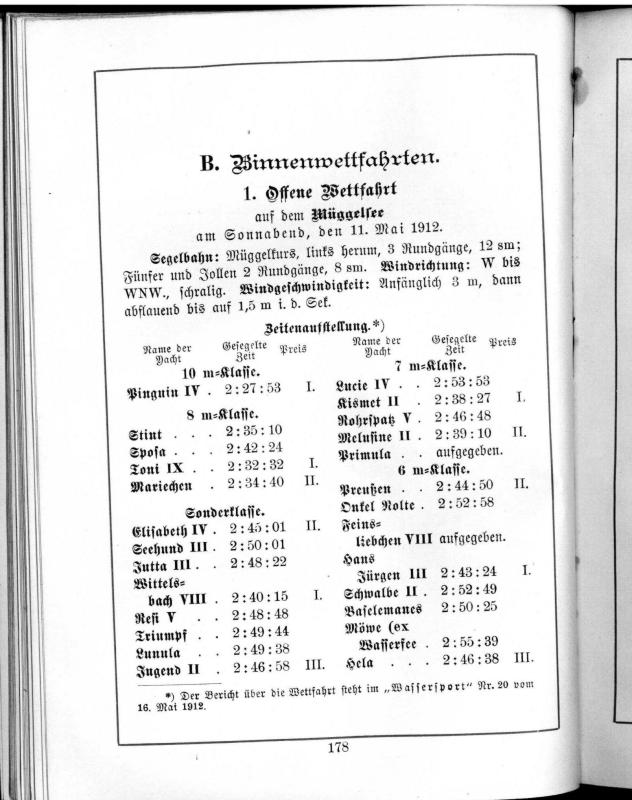 B. Binnenwettfahrten.
1. Offene Wettfahrt
auf dem Müggelsee
am Sonnabend, den 11. Mai 1912.
Segelbahn: Müggelkurs, links herum, 3 Rundgänge, 12 sm;
Fünfer und Jollen 2 Rundgänge, 8 sm. Windrichtung: W bis
WNW., schralig. Windgeschwindigkeit: Anfänglich 3 m, dann
abflauend bis auf 1,5 m i. d. Sek.
Zeitenaufstellung.*)
Name der Yacht Gesegelte Zeit Preis
10 m=Klasse.
Pinguin IV . 2:27:53 I.
8 m=Klasse.
Stint . . . 2:35:10
Sposa . . . 2:42:24
Toni IX . . 2:32:32 I.
Mariechen . 2:34:40 II.
Sonderklasse.
Elisabeth IV . 2:45:01 II.
Seehund III . 2:50:01
Jutta III . . 2:48:22
Wittels=
bach VIII . 2:40:15 I.
Resi V . . 2:48:48
Triumpf . . 2:49:44
Lunula . . 2:49:38
Jugend II . 2:46:58 III.
Name der Yacht Gesegelte Zeit Preis
7 m=Klasse.
Lucie IV . . 2:53:53
Kismet II . 2:38:27 I.
Rohrspatz V . 2:46:48
Melusine II . 2:39:10 II.
Primula . . aufgegeben.
6 m=Klasse.
Preußen . . 2:44:50 II.
Onkel Nolte . 2:52:58
Feins=
liebchen VIII aufgegeben.
Hans
Jürgen III 2:43:24 I.
Schwalbe II . 2:52:49
Baselemanes 2:50:25
Möwe (ex
Wasserfee . 2:55:39
Hela . . . 2:46:38 III.
*) Der Bericht über die Wettfahrt steht im „Wassersport“ Nr. 20 vom
16. Mai 1912.
178